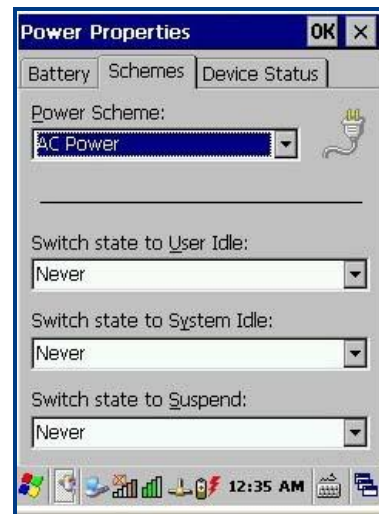 Power Properties OK ×
Battery Schemes Device Status
Power Scheme:
AC Power
Switch state to User Idle:
Never
Switch state to System Idle:
Never
Switch state to Suspend:
Never
12:35 AM